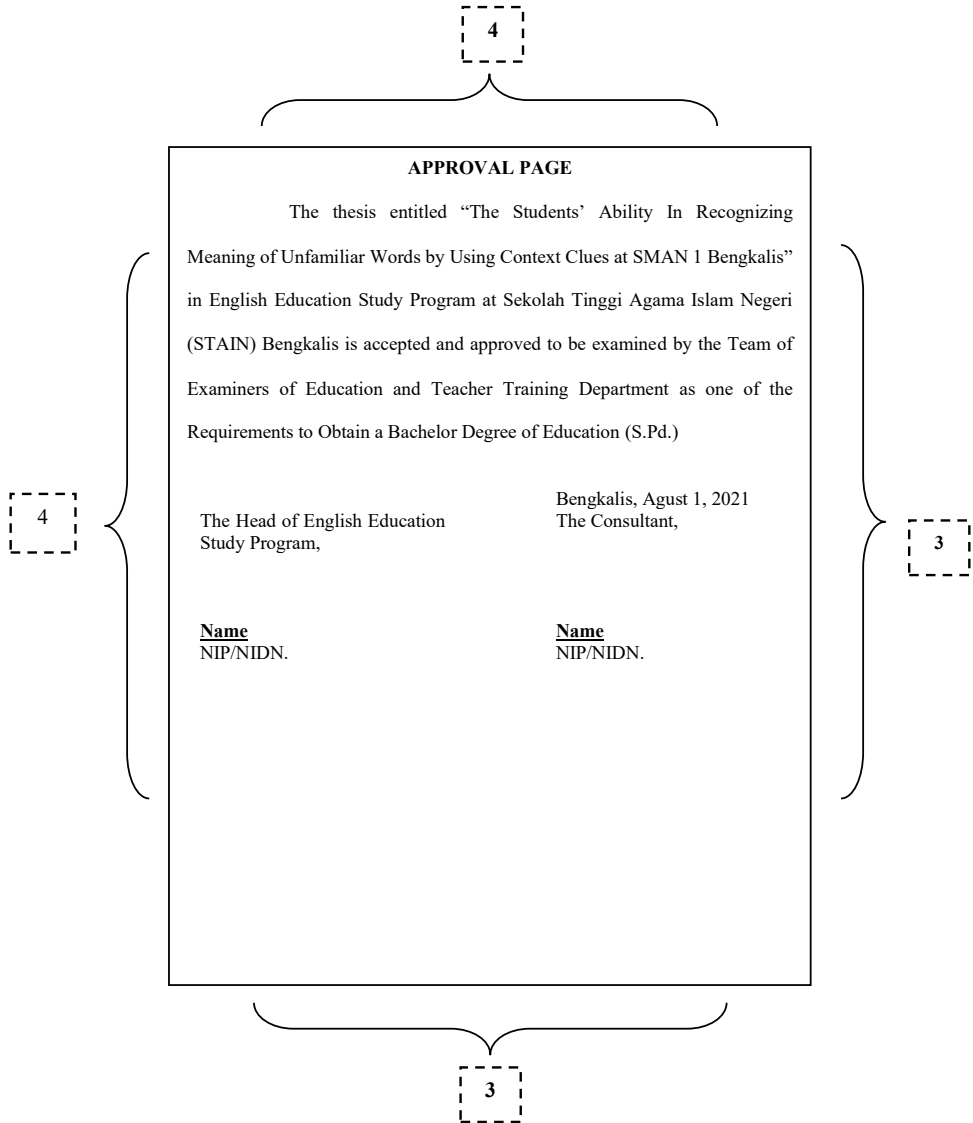 4
APPROVAL PAGE
The thesis entitled “The Students’ Ability In Recognizing
Meaning of Unfamiliar Words by Using Context Clues at SMAN 1 Bengkalis”
in English Education Study Program at Sekolah Tinggi Agama Islam Negeri
(STAIN) Bengkalis is accepted and approved to be examined by the Team of
Examiners of Education and Teacher Training Department as one of the
Requirements to Obtain a Bachelor Degree of Education (S.Pd.)
4
3
The Head of English Education
Study Program,
Name
NIP/NIDN.
Bengkalis, Agust 1, 2021
The Consultant,
Name
NIP/NIDN.
3